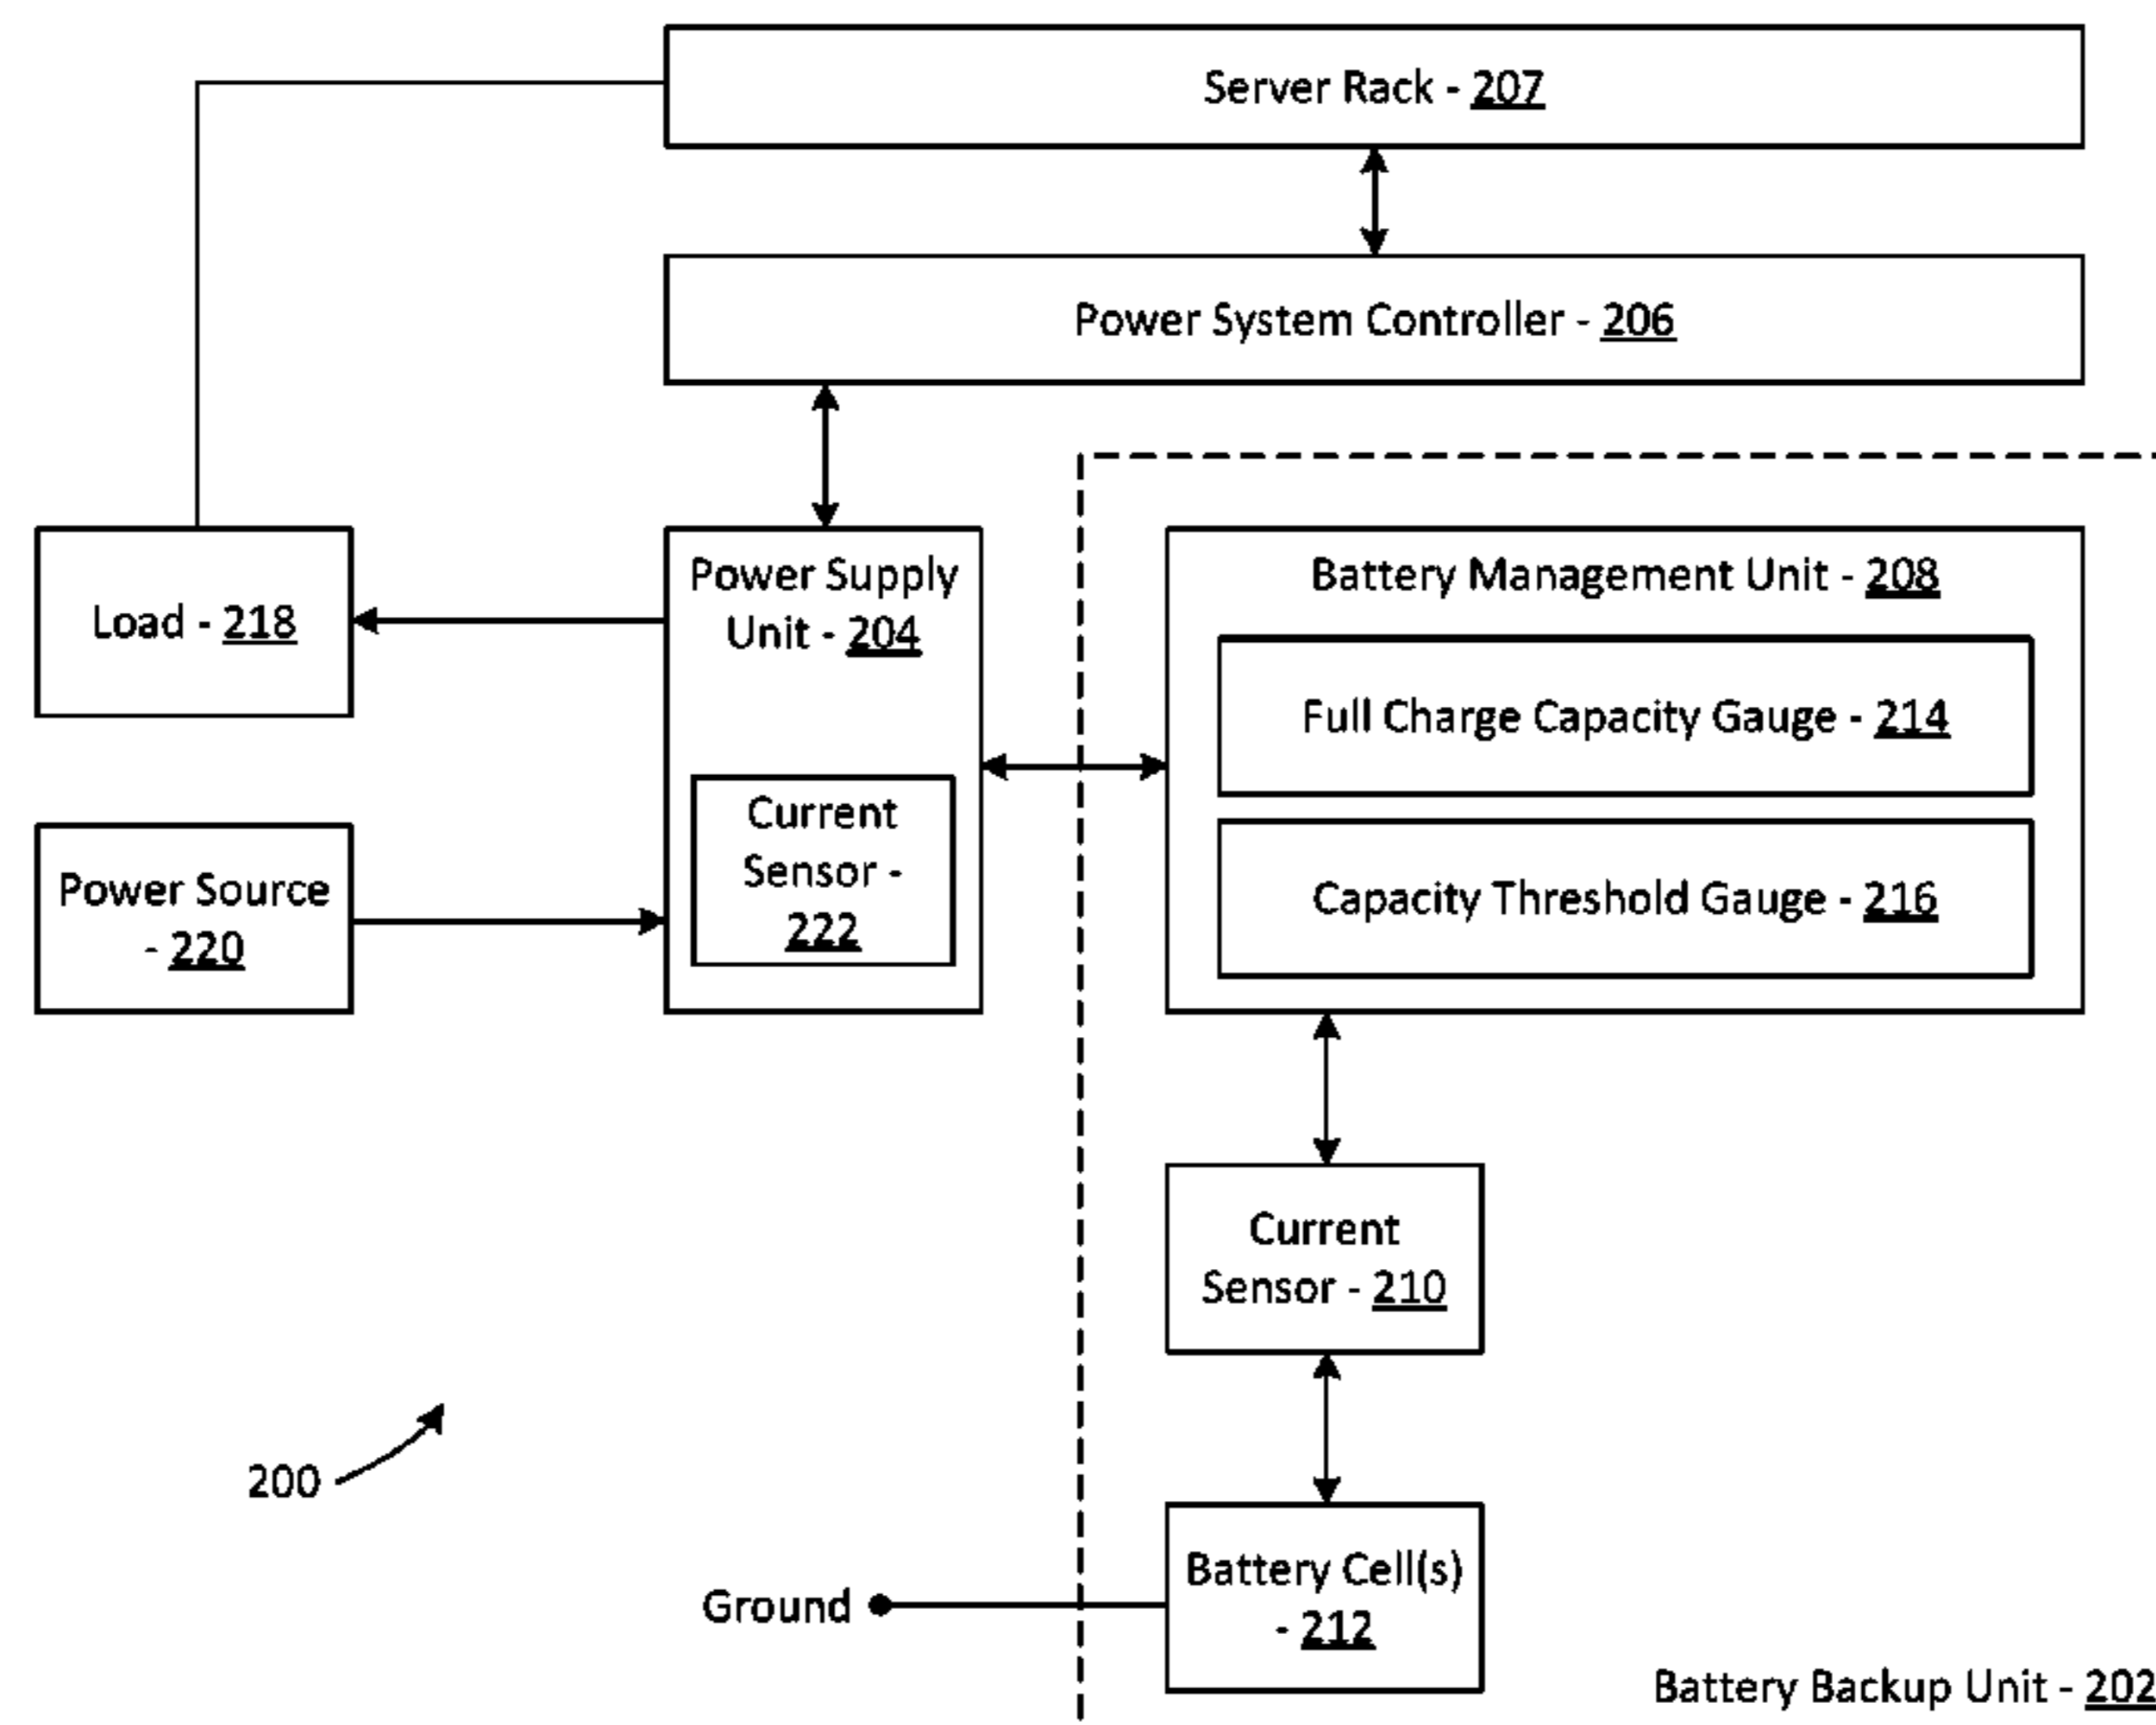 Server Rack - 207
Power System Controller - 206
Load - 218
Power Supply
Unit - 204
Battery Management Unit - 208
Full Charge Capacity Gauge - 214
Current
Sensor -
222
Capacity Threshold Gauge - 216
Power Source
- 220
Current
Sensor - 210
200
Battery Cell(s)
- 212
Ground
Battery Backup Unit - 202